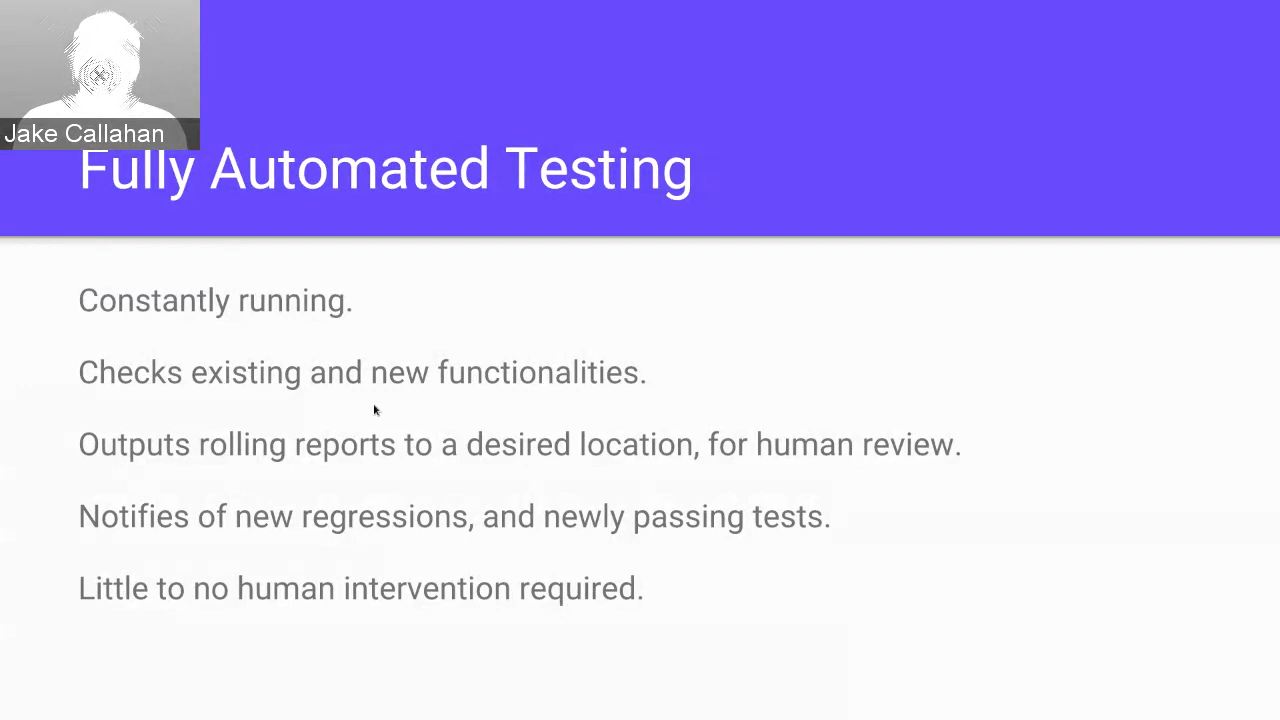 Jake Callahan
Fully Automated Testing
Constantly running.
Checks existing and new functionalities.
Outputs rolling reports to a desired location, for human review.
Notifies of new regressions, and newly passing tests.
Little to no human intervention required.